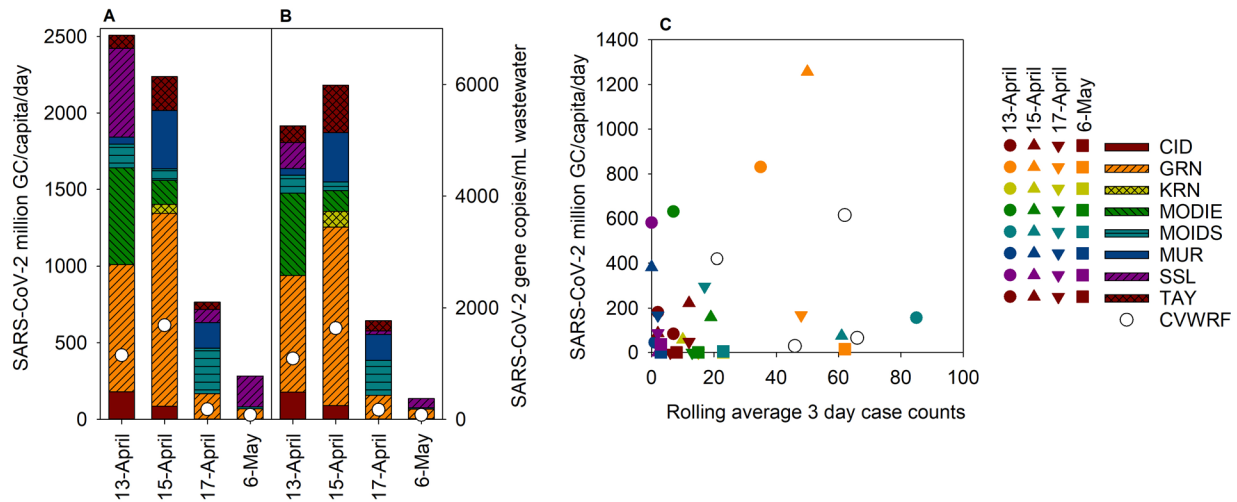 A
B
SARS-CoV-2 million GC/capita/day
2500
2000
1500
1000
500
0
13-April
15-April
17-April
6-May
13-April
15-April
17-April
6-May
6000
4000
2000
0
SARS-CoV-2 gene copies/mL wastewater
C
SARS-CoV-2 million GC/capita/day
1400
1200
1000
800
600
400
200
0
0
20
40
60
80
100
Rolling average 3 day case counts
13-April
15-April
17-April
6-May
CID
GRN
KRN
MODIE
MOIDS
MUR
SSL
TAY
CVWRF